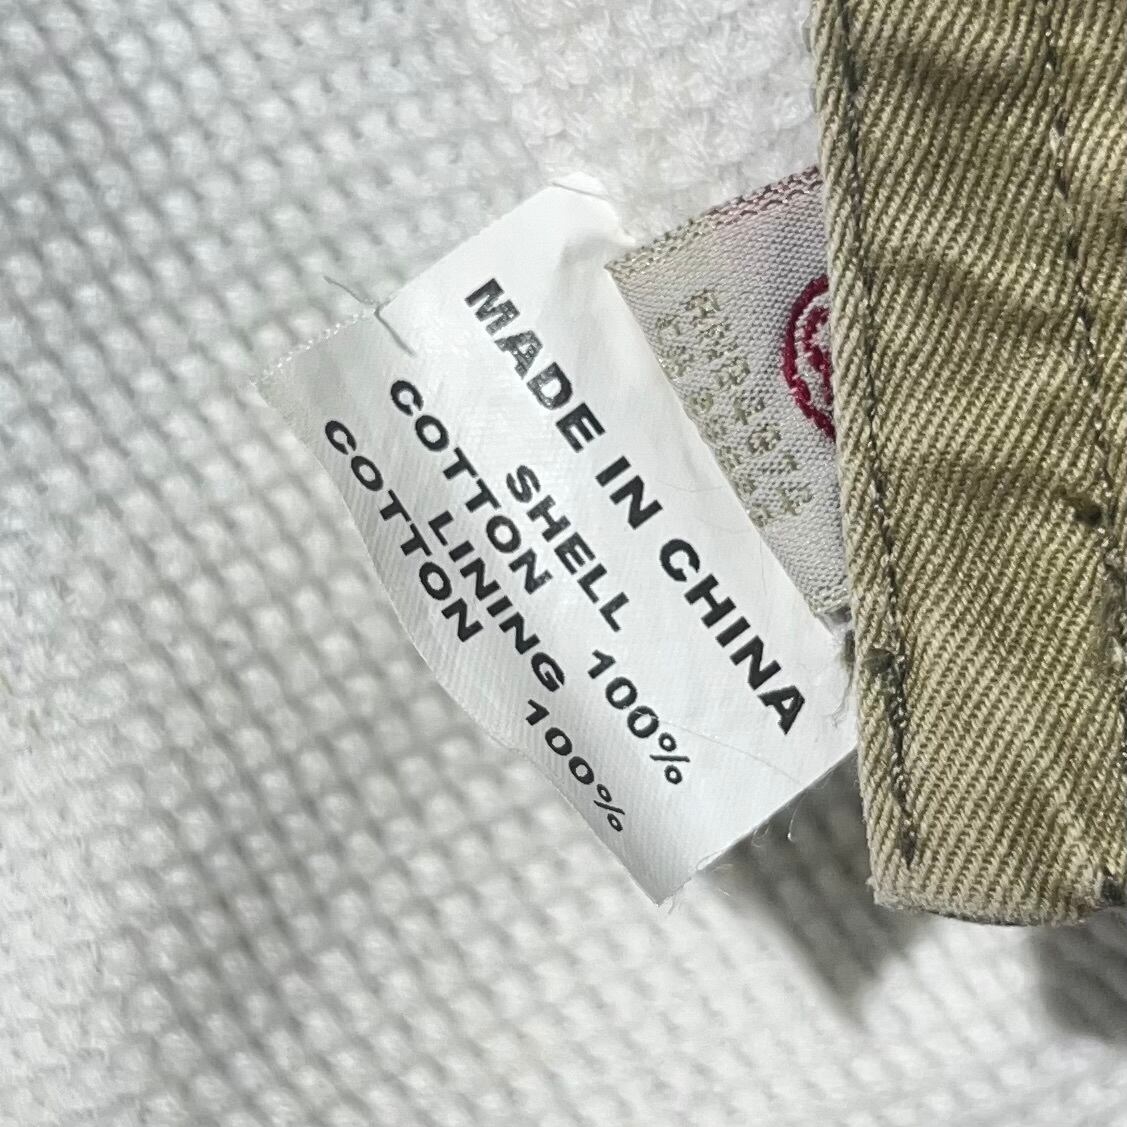 MADE IN CHINA
SHELL 100%
COTTON
LINING 100%
COTTON